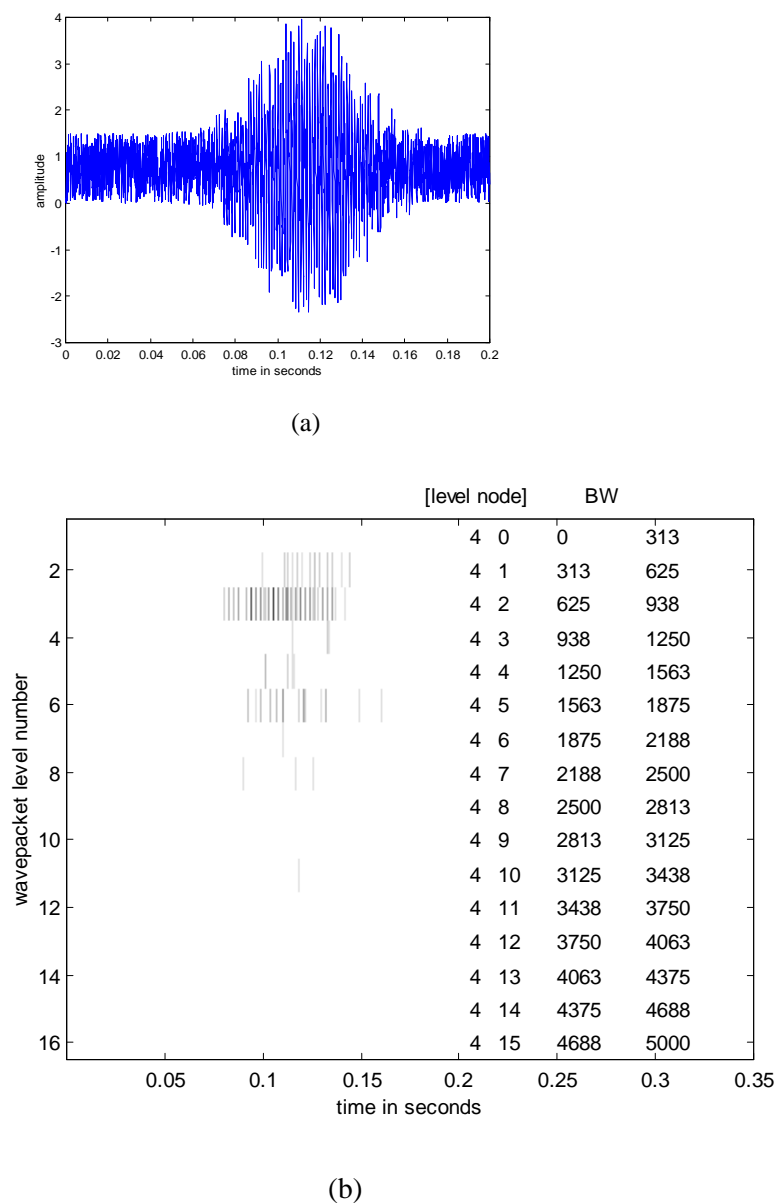 4
3
2
1
0
-1
-2
-3
amplitude
0 0.02 0.04 0.06 0.08 0.1 0.12 0.14 0.16 0.18 0.2
time in seconds
(a)
[level node] BW
4 0 0 313
4 1 313 625
4 2 625 938
4 3 938 1250
4 4 1250 1563
4 5 1563 1875
4 6 1875 2188
4 7 2188 2500
4 8 2500 2813
4 9 2813 3125
4 10 3125 3438
4 11 3438 3750
4 12 3750 4063
4 13 4063 4375
4 14 4375 4688
4 15 4688 5000
2
4
6
8
10
12
14
16
wavepacket level number
0.05 0.1 0.15 0.2 0.25 0.3 0.35
time in seconds
(b)